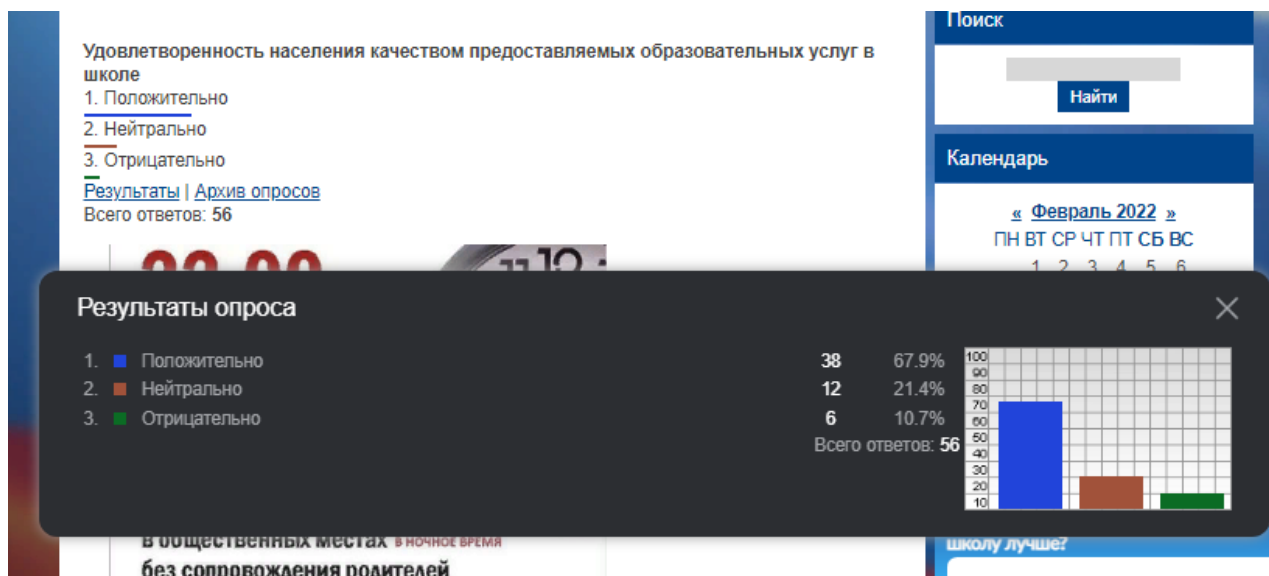 Удовлетворенность населения качеством предоставляемых образовательных услуг в
школе
1. Положительно
2. Нейтрально
3. Отрицательно
Результаты | Архив опросов
Всего ответов: 56
Поиск
Найти
Календарь
« Февраль 2022 »
ПН ВТ СР ЧТ ПТ СБ ВС
1 2 3 4 5 6
11 12
Результаты опроса
1. Положительно 38 67.9%
2. Нейтрально 12 21.4%
3. Отрицательно 6 10.7%
Всего ответов: 56
100
90
80
70
60
50
40
30
20
10
в общественных местах в ночное время
без сопровождения родителей
школу лучше?